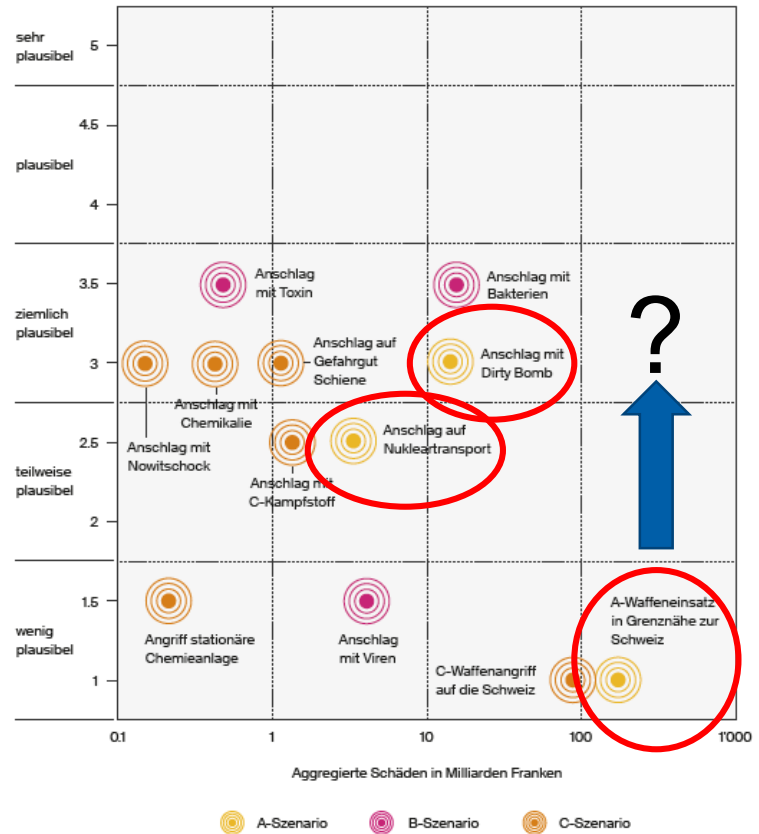 sehr
plausibel
5
4.5
plausibel
4
3.5
ziemlich
plausibel
3
2.5
teilweise
plausibel
2
1.5
wenig
plausibel
1
Anschlag
mit Toxin
Anschlag mit
Bakterien
?
Anschlag auf
Gefahrgut
Schiene
Anschlag mit
Dirty Bomb
Anschlag mit
Chemikalie
Anschlag mit
Nowitschock
Anschlag auf
Nukleartransport
Anschlag mit
C-Kampfstoff
Angriff stationäre
Chemieanlage
Anschlag
mit Viren
A-Waffeneinsatz
in Grenznähe zur
Schweiz
C-Waffenangriff
auf die Schweiz
0.1
1
10
100
1'000
Aggregierte Schäden in Milliarden Franken
A-Szenario
B-Szenario
C-Szenario